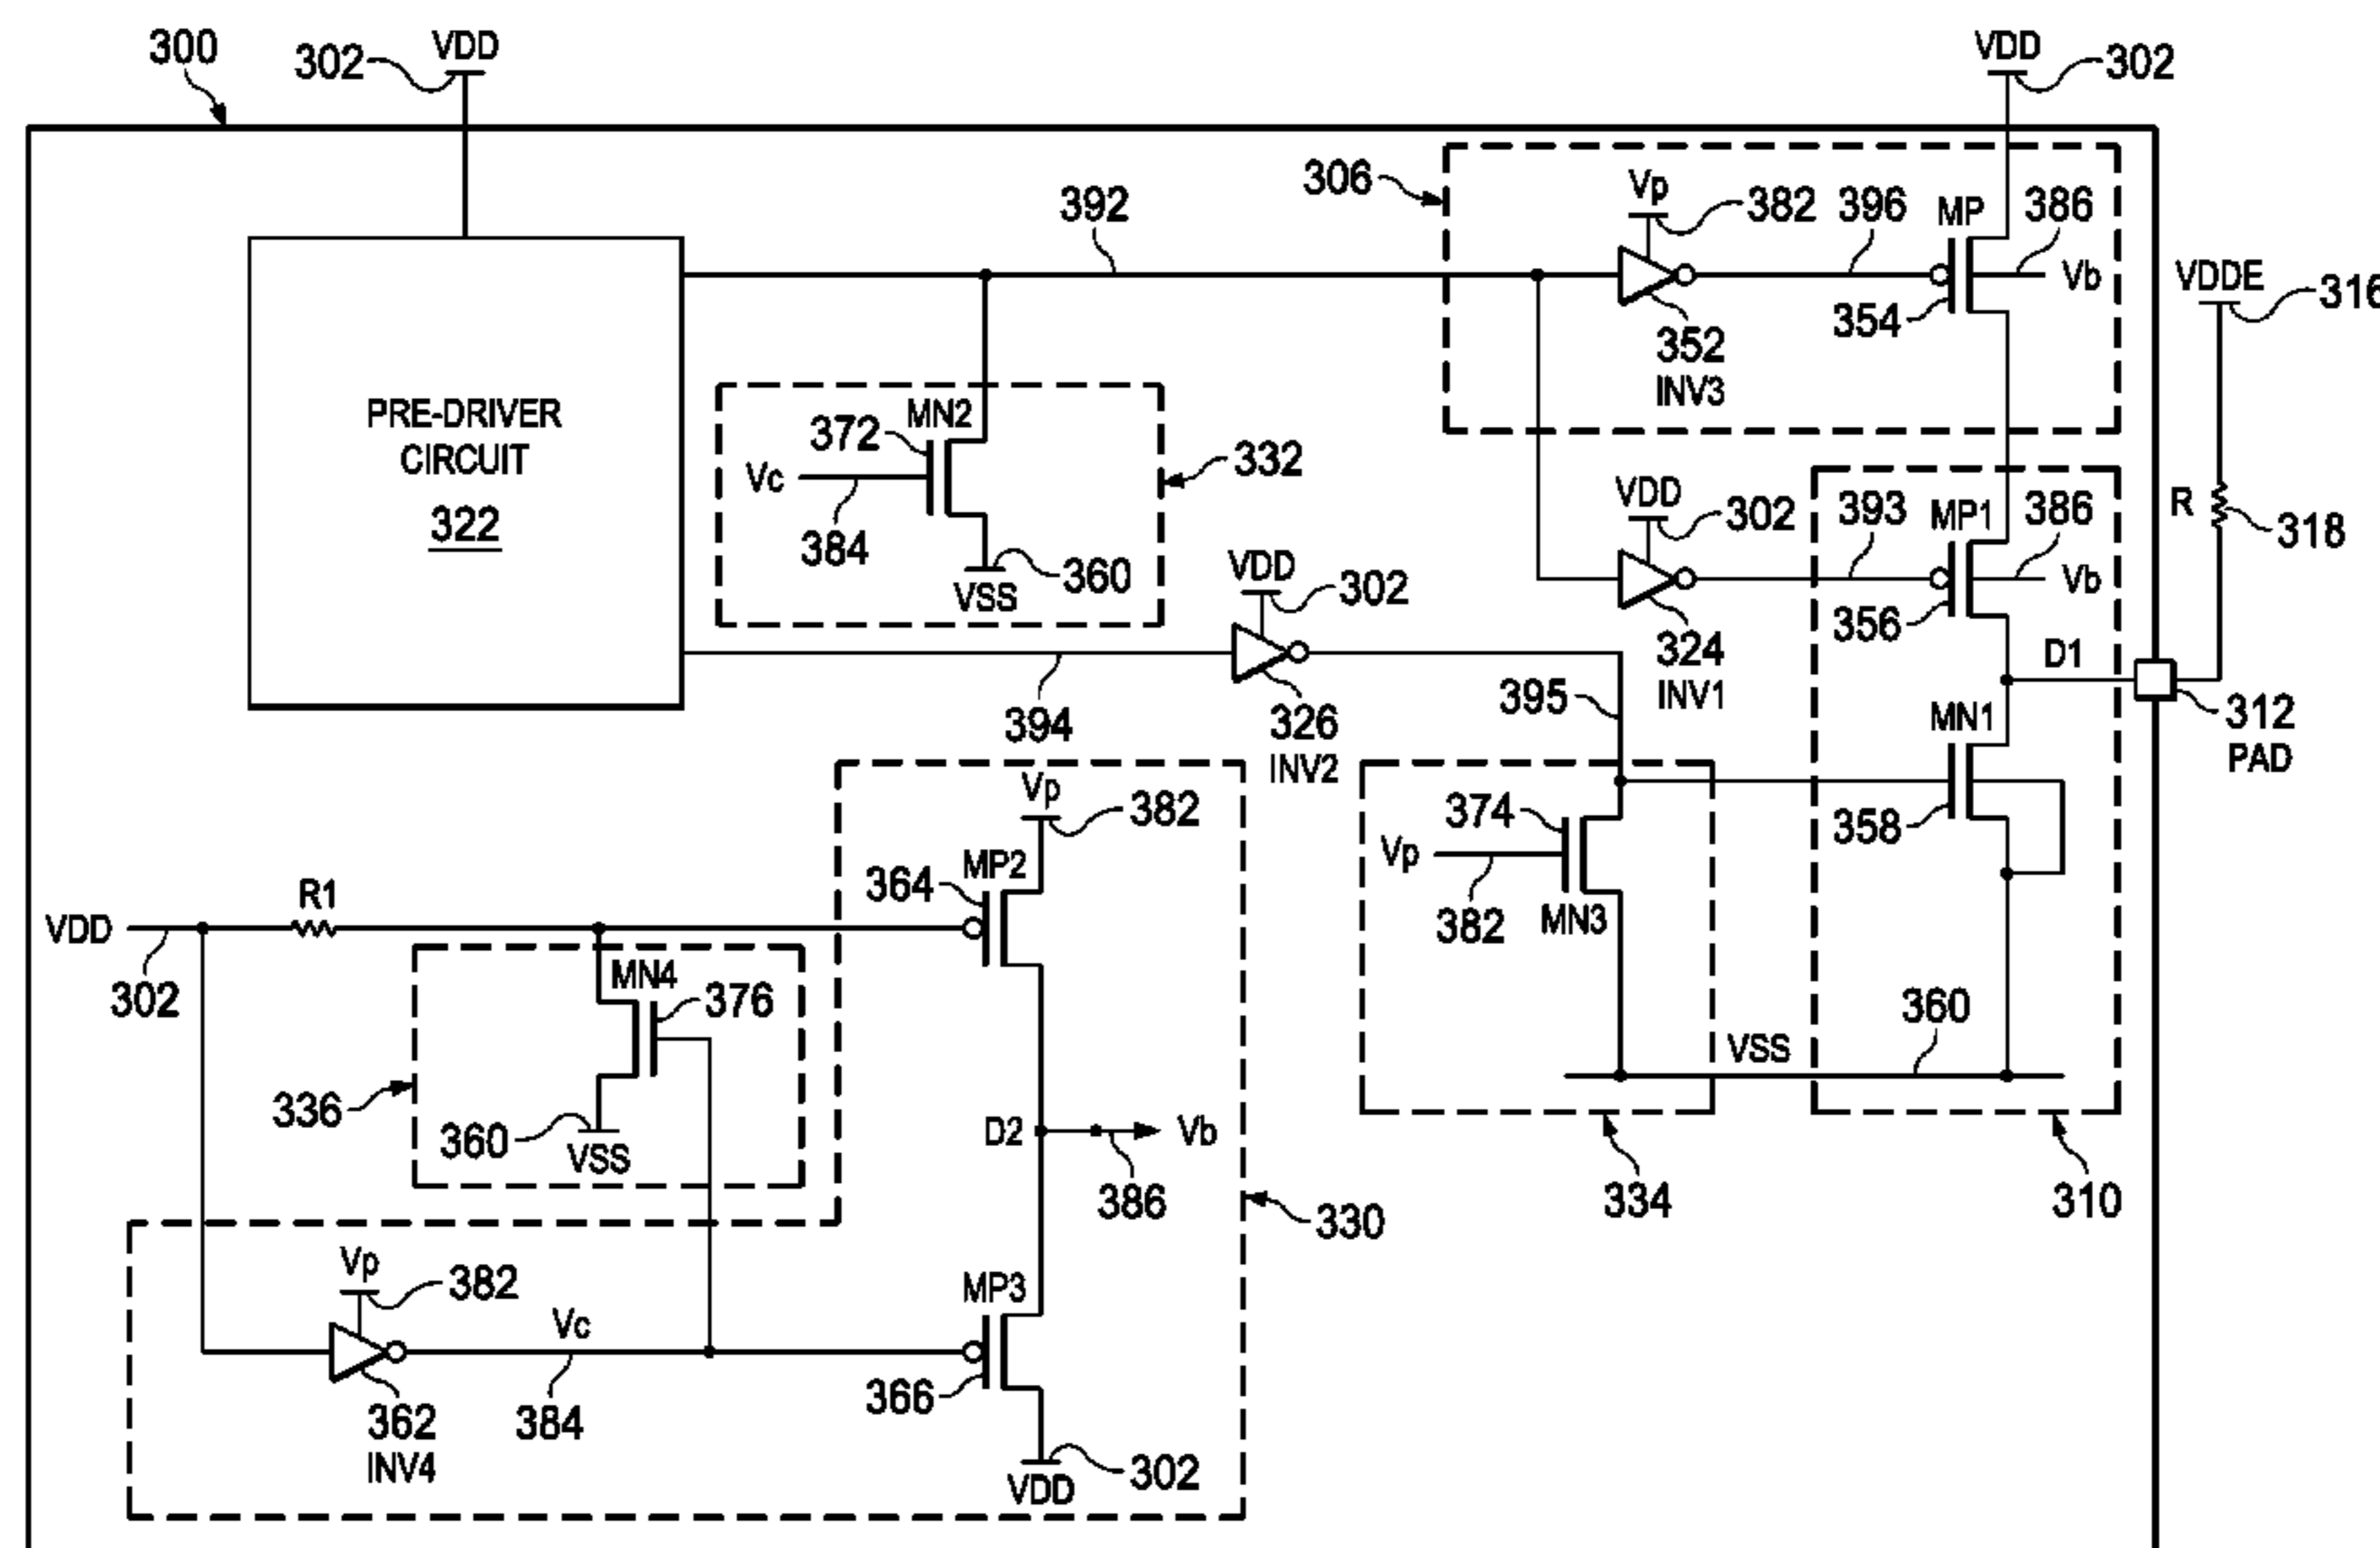 300
302
VDD
VDD
302
306
Vp
382
396
MP
386
Vb
354
352
INV3
392
VDDE
316
R
318
PRE-DRIVER
CIRCUIT
322
MN2
372
Vc
384
332
360
VSS
VDD
302
393
MP1
386
Vb
356
324
INV1
VDD
302
326
INV2
394
395
D1
312
PAD
MN1
358
374
Vp
382
MN3
VSS
360
334
310
Vp
382
MP2
364
R1
VDD
302
MN4
376
336
360
VSS
D2
Vb
386
330
Vp
382
Vc
384
362
INV4
MP3
366
302
VDD